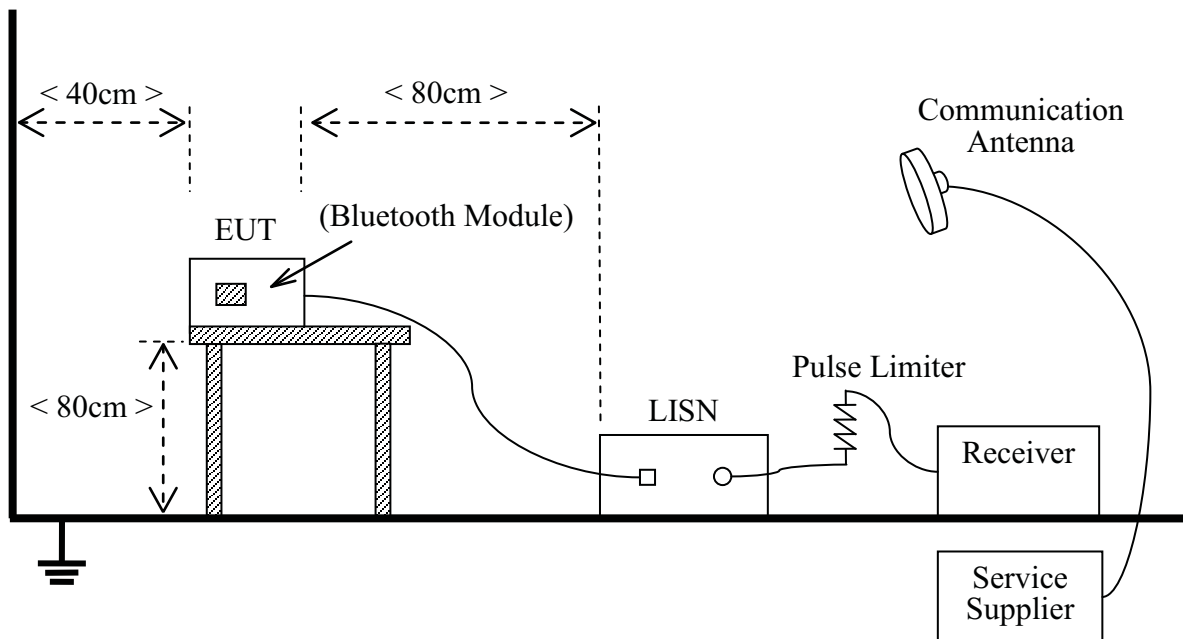 < 40cm >
< 80cm >
Communication
Antenna
EUT
(Bluetooth Module)
< 80cm >
Pulse Limiter
LISN
Receiver
Service
Supplier